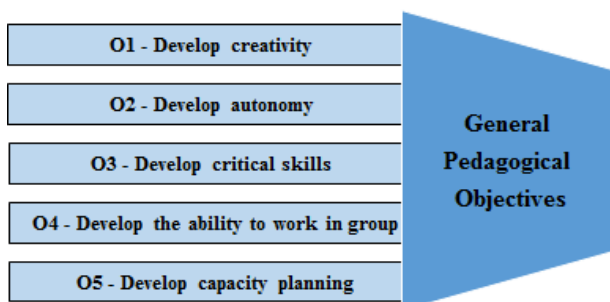 O1 - Develop creativity
O2 - Develop autonomy
O3 - Develop critical skills
O4 - Develop the ability to work in group
O5 - Develop capacity planning
General
Pedagogical
Objectives